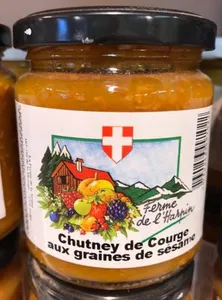 Ferme
de l'Harpin
Chutney de Courge
aux graines de sésame